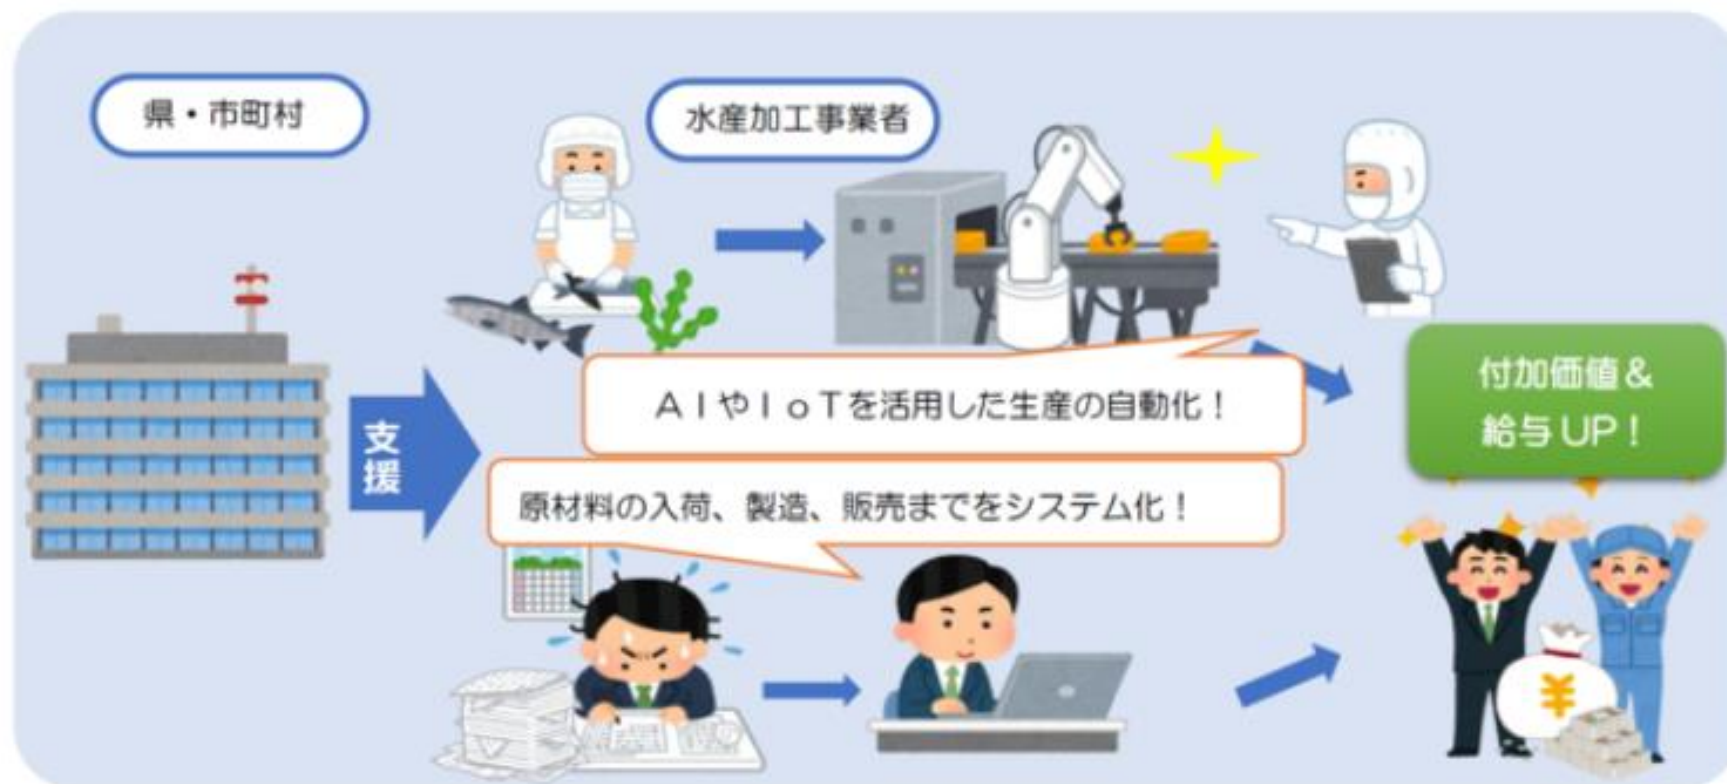 県・市町村
水産加工事業者
支援
ＡＩやＩｏＴを活用した生産の自動化！
原材料の入荷、製造、販売までをシステム化！
付加価値＆
給与 UP！
¥